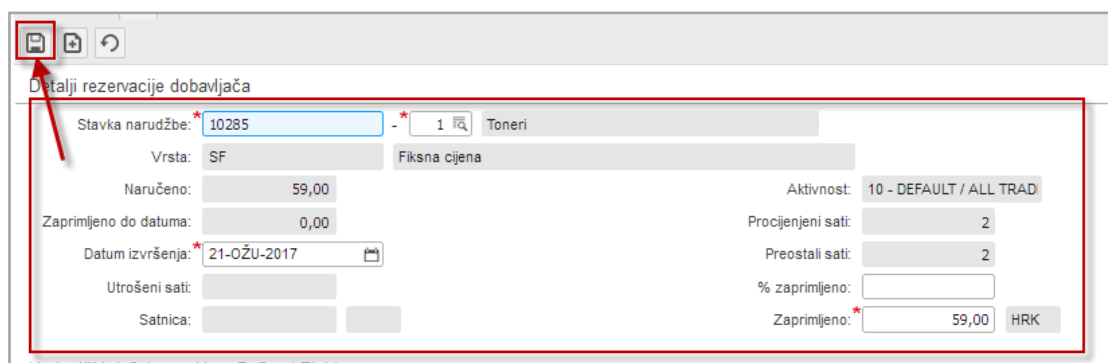 Detalji rezervacije dobavljača
Stavka narudžbe:* 10285 -* 1 Toneri
Vrsta: SF Fiksna cijena
Naručeno: 59,00 Aktivnost: 10 - DEFAULT / ALL TRAD
Zaprimljeno do datuma: 0,00 Procijenjeni sati: 2
Datum izvršenja:* 21-OŽU-2017 Preostali sati: 2
Utrošeni sati: % zaprimljeno:
Satnica: Zaprimljeno:* 59,00 HRK